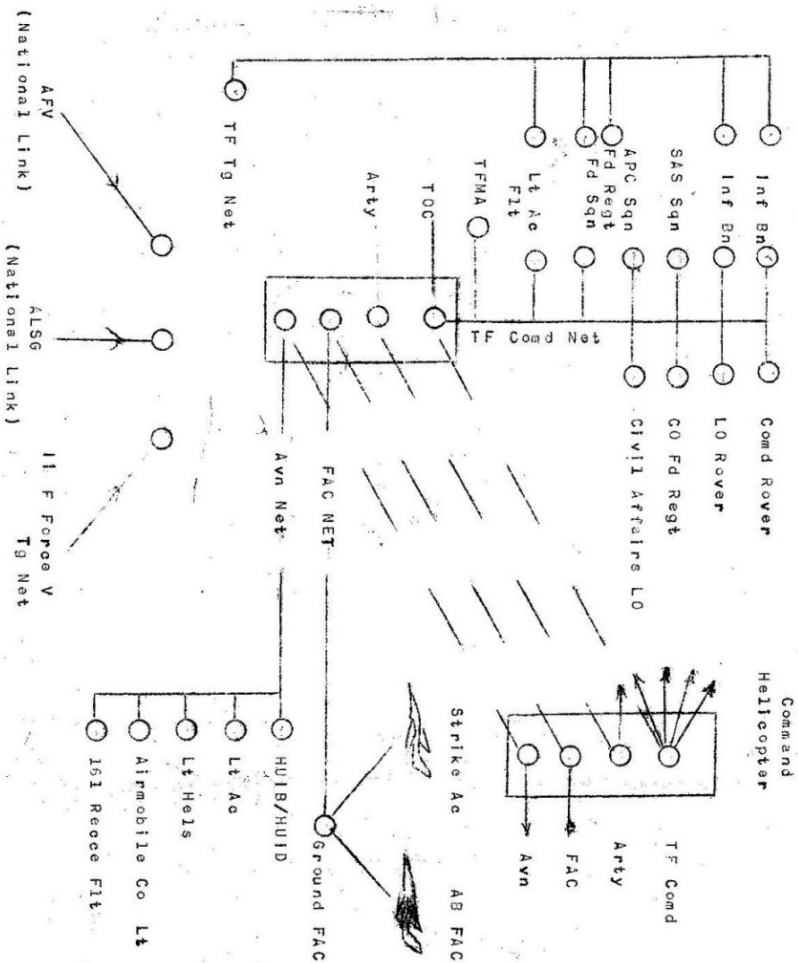 Inf Bn
Inf Bn
Fd Regt
Fd Sqn
Lt Ac
Flt
SAS Sqn
APC Sqn
TFMA
TOC
Arty
TF Tg Net
AFV
(National Link)
ALSG
(National Link)
II F Force V
Tg Net
TF Comd Net
Comd Rover
LO Rover
CO Fd Regt
Civil Affairs LO
FAC NET
Avn Net
Command
Helicopter
TF Comd
Arty
FAC
Avn
Strike Ac
AB FAC
Ground FAC
HUIB/HUID
Lt Ac
Lt Hels
Airmobile Co Lt
161 Recce Flt